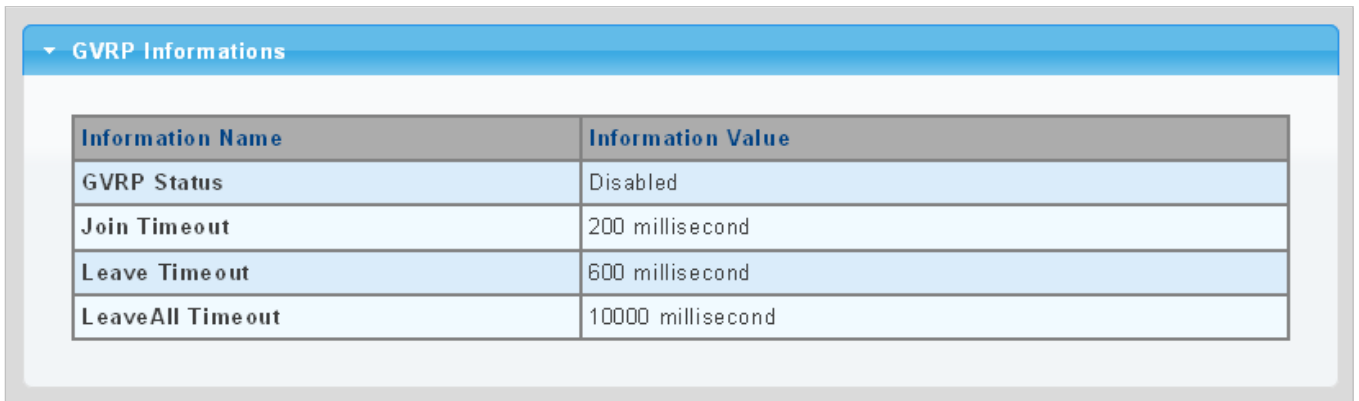 GVRP Informations
Information Name Information Value
GVRP Status Disabled
Join Timeout 200 millisecond
Leave Timeout 600 millisecond
LeaveAll Timeout 10000 millisecond